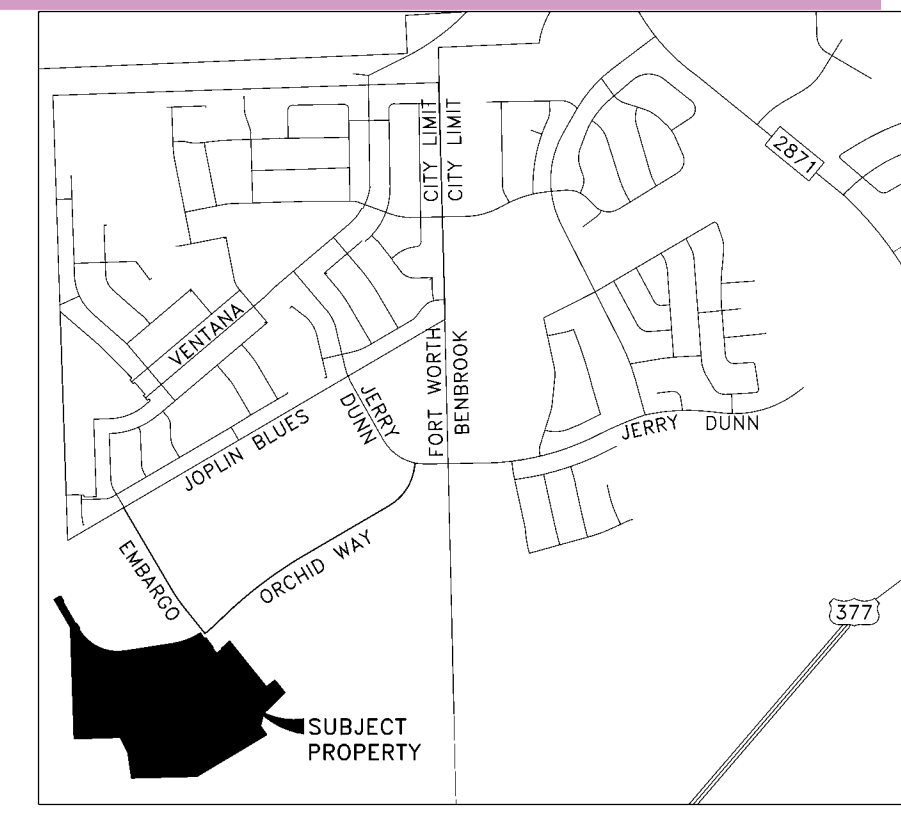 CITY LIMIT
CITY LIMIT
2871
VENTANA
FORT WORTH
BENBROOK
JERRY
DUNN
JERRY DUNN
JOPLIN BLUES
EMBARGO
ORCHID WAY
377
SUBJECT
PROPERTY